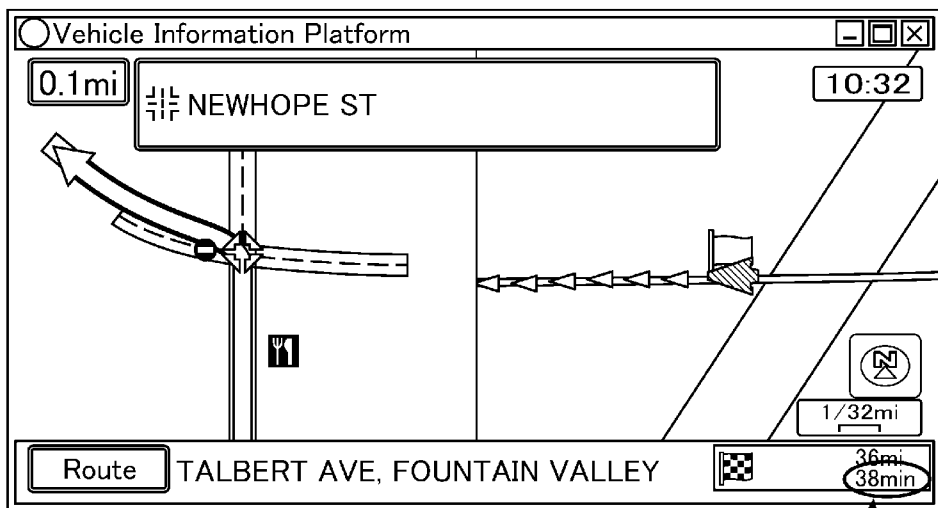 Vehicle Information Platform
0.1mi
NEWHOPE ST
10:32
N
1/32mi
Route
TALBERT AVE, FOUNTAIN VALLEY
36mi
38min